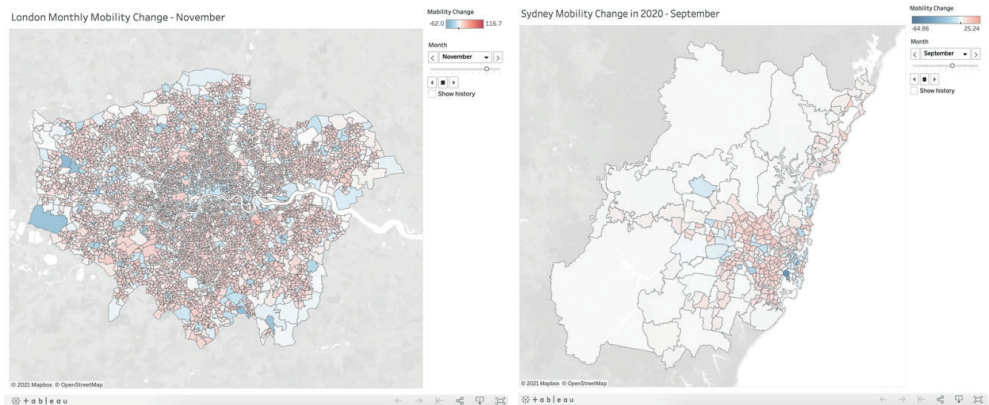 London Monthly Mobility Change - November
Mobility Change
-62.0 116.7
Month
November
Show history
© 2021 Mapbox © OpenStreetMap
+ a b | e a u
Sydney Mobility Change in 2020 - September
Mobility Change
-64.86 25.24
Month
September
Show history
© 2021 Mapbox © OpenStreetMap
+ a b | e a u